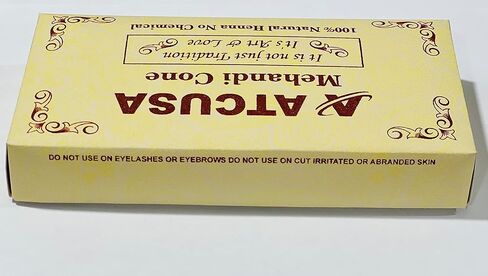 ATCUSA
Mehandi Cone
It is not just Tradition
It's Art & Love
100% Natural Henna No Chemical
DO NOT USE ON EYELASHES OR EYEBROWS DO NOT USE ON CUT IRRITATED OR ABRANDED SKIN